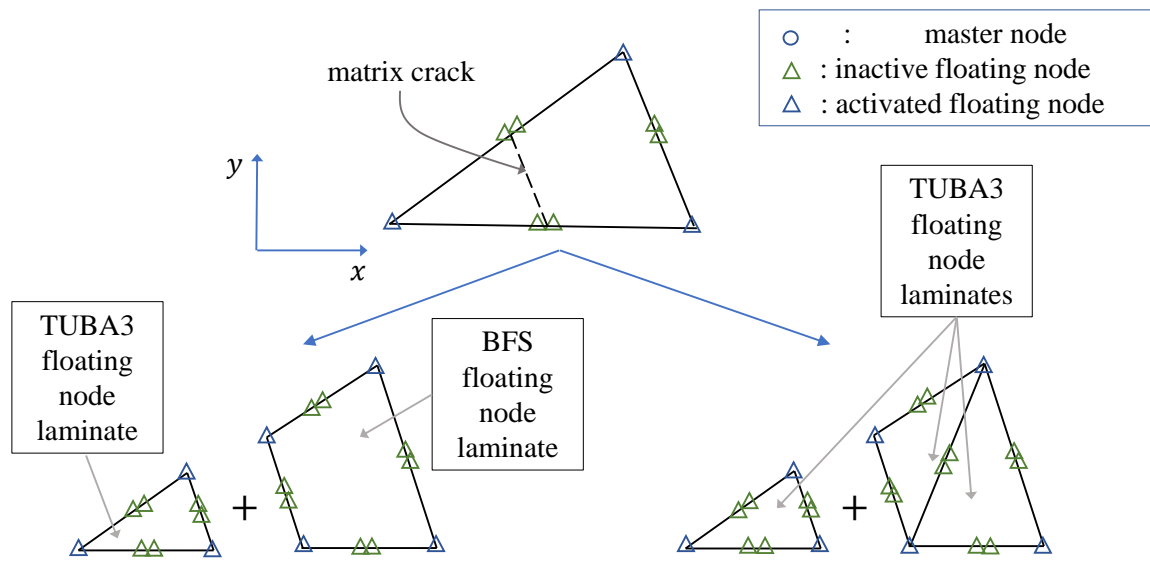 : master node
: inactive floating node
: activated floating node
matrix crack
y
x
TUBA3
floating
node
laminates
TUBA3
floating
node
laminate
BFS
floating
node
laminate
+
+